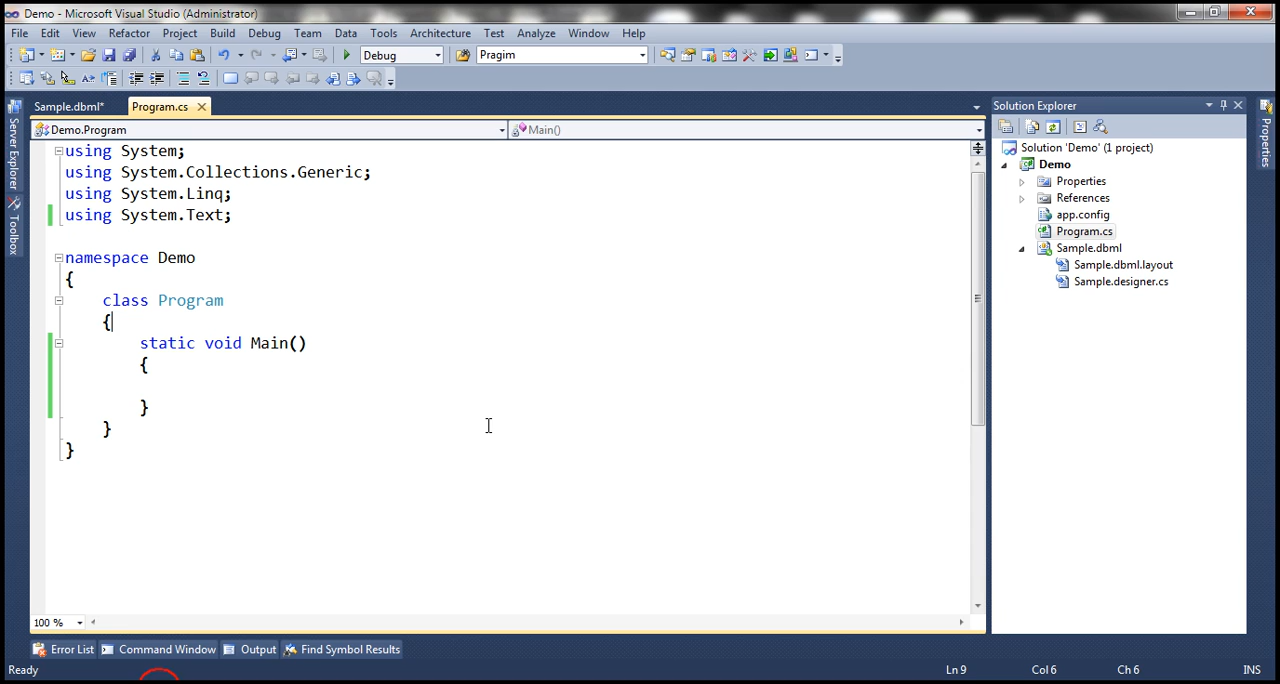 Demo - Microsoft Visual Studio (Administrator)
File Edit View Refactor Project Build Debug Team Data Tools Architecture Test Analyze Window Help
Debug Pragim
Sample.dbml* Program.cs
Demo.Program Main()
using System;
using System.Collections.Generic;
using System.Linq;
using System.Text;
namespace Demo
{
class Program
{
static void Main()
{
}
}
}
100 %
Server Explorer
Toolbox
Solution Explorer
Solution 'Demo' (1 project)
Demo
Properties
References
app.config
Program.cs
Sample.dbml
Sample.dbml.layout
Sample.designer.cs
Properties
Error List Command Window Output Find Symbol Results
Ready Ln 9 Col 6 Ch 6 INS